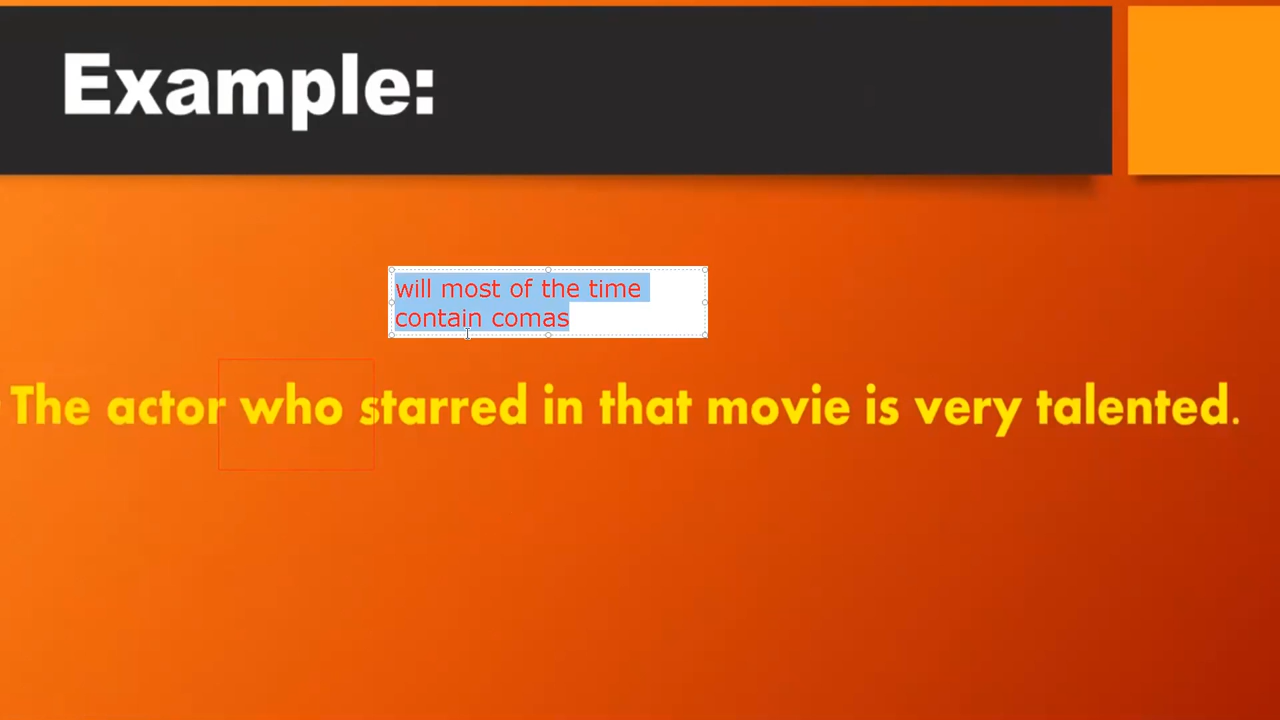 Example:
will most of the time
contain comas
The actor who starred in that movie is very talented.